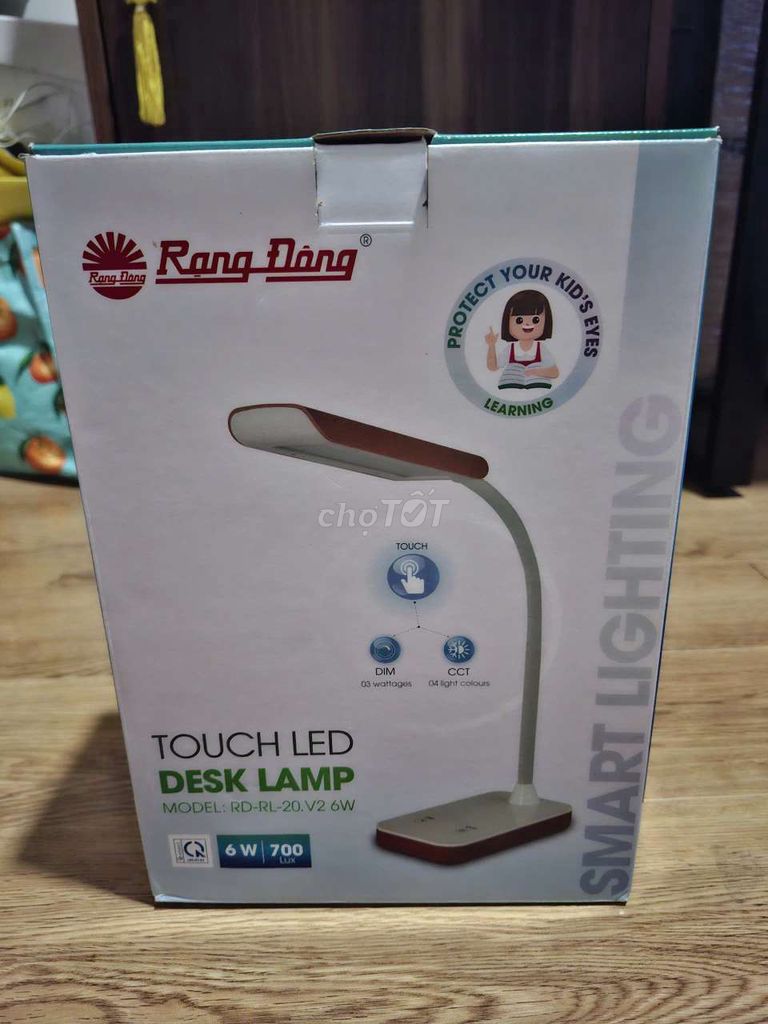 Rạng Đông
Rạng Đông®
PROTECT YOUR KID'S EYES
LEARNING
chợTỐT
TOUCH
DIM
03 wattages
CCT
04 light colours
TOUCH LED
DESK LAMP
MODEL: RD-RL-20.V2 6W
6 W 700
Lux
SMART LIGHTING